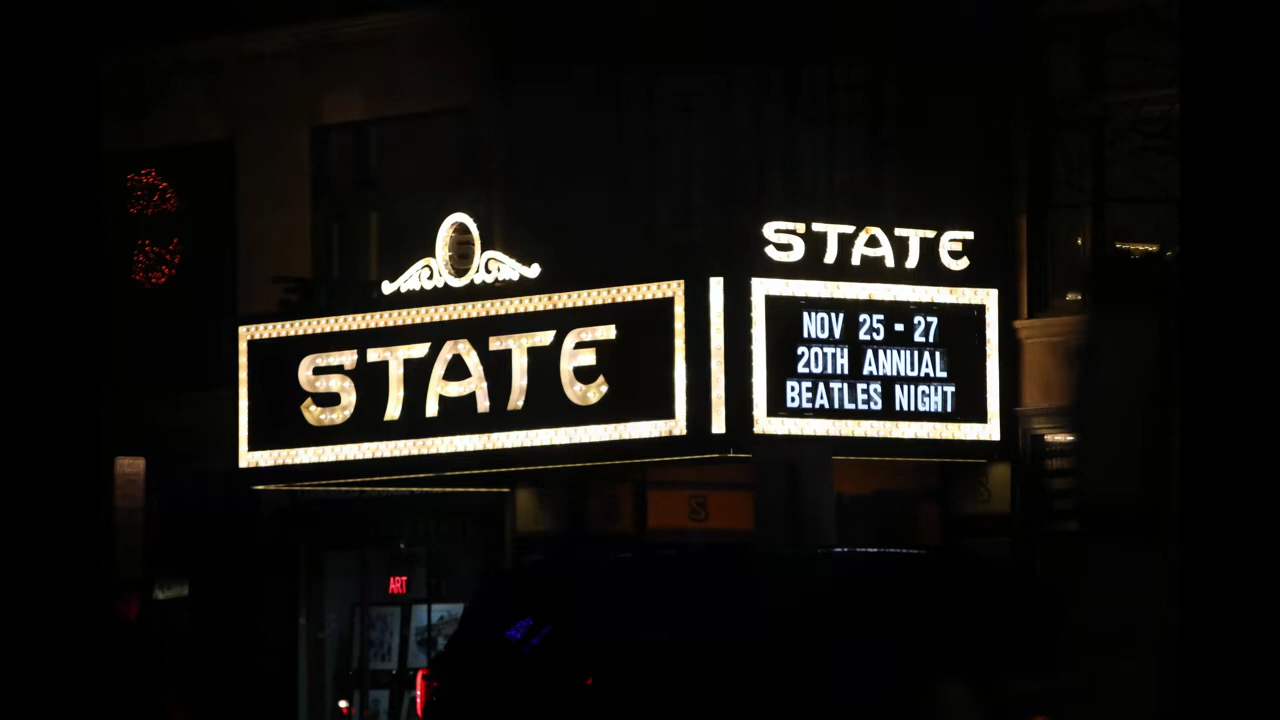 STATE
STATE
NOV 25 - 27
20TH ANNUAL
BEATLES NIGHT
S
S
ART